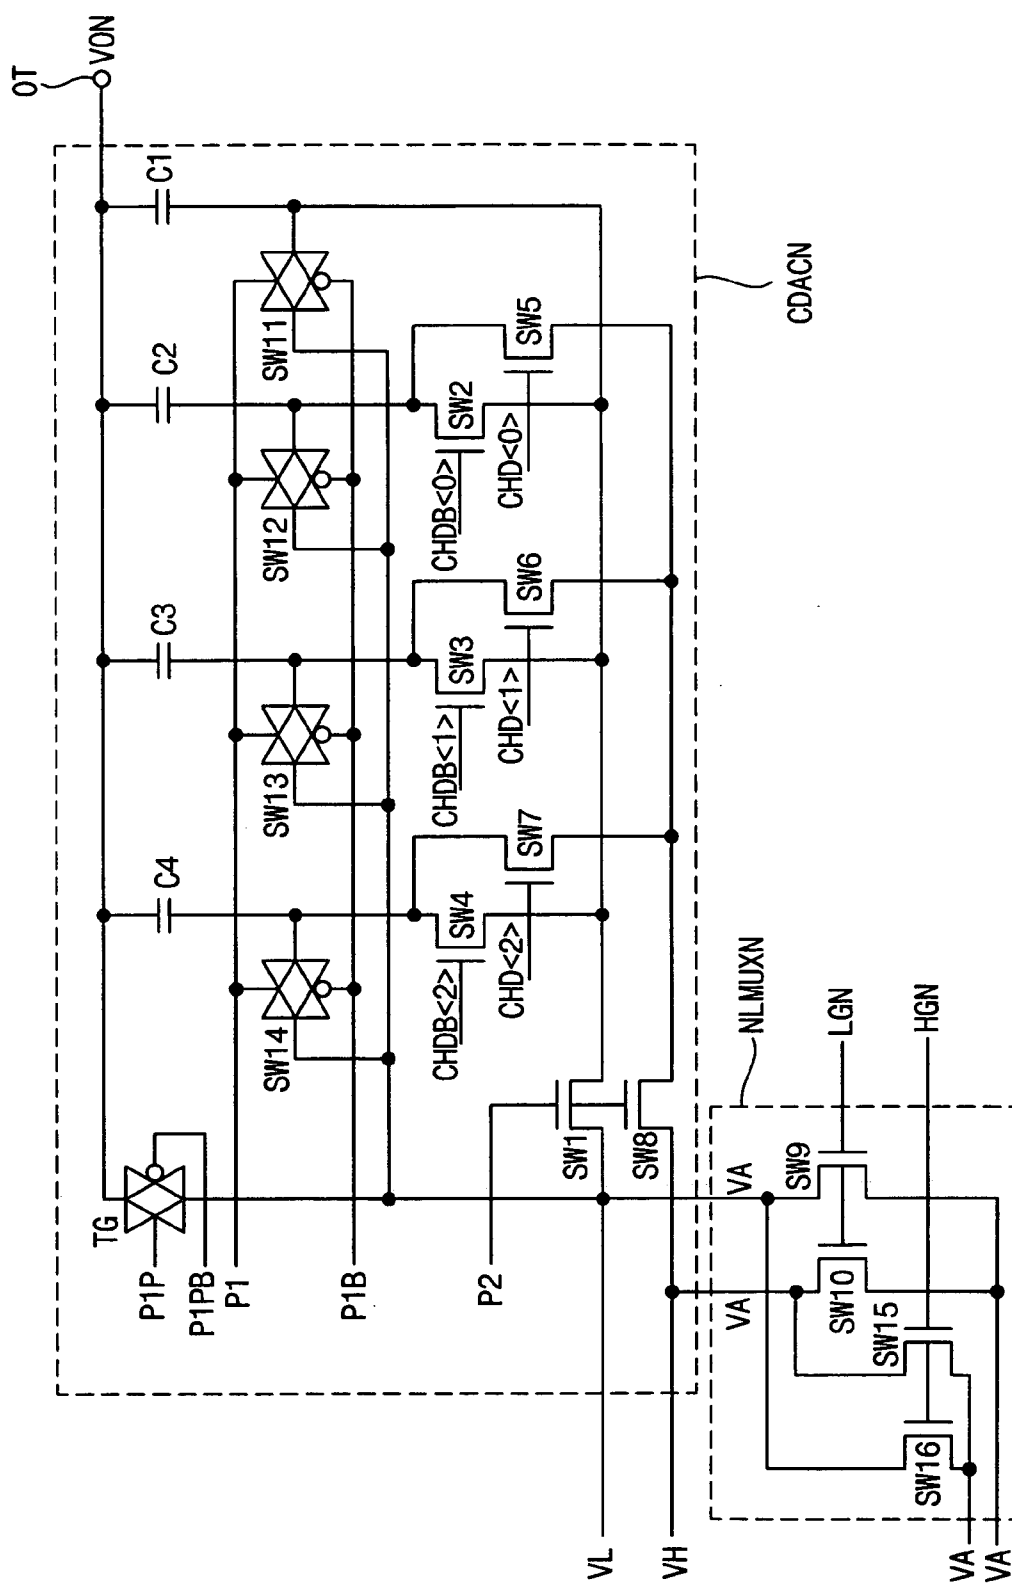 OT
VON
C1
C2
C3
C4
SW11
SW12
SW13
SW14
TG
P1P
P1PB
P1
P1B
P2
SW5
SW2
CHDB<0>
CHD<0>
SW6
SW3
CHDB<1>
CHD<1>
SW7
SW4
CHDB<2>
CHD<2>
CDACN
SW1
SW8
VL
VH
NLMUXN
LGN
HGN
VA
VA
SW9
SW10
SW15
SW16
VA
VA